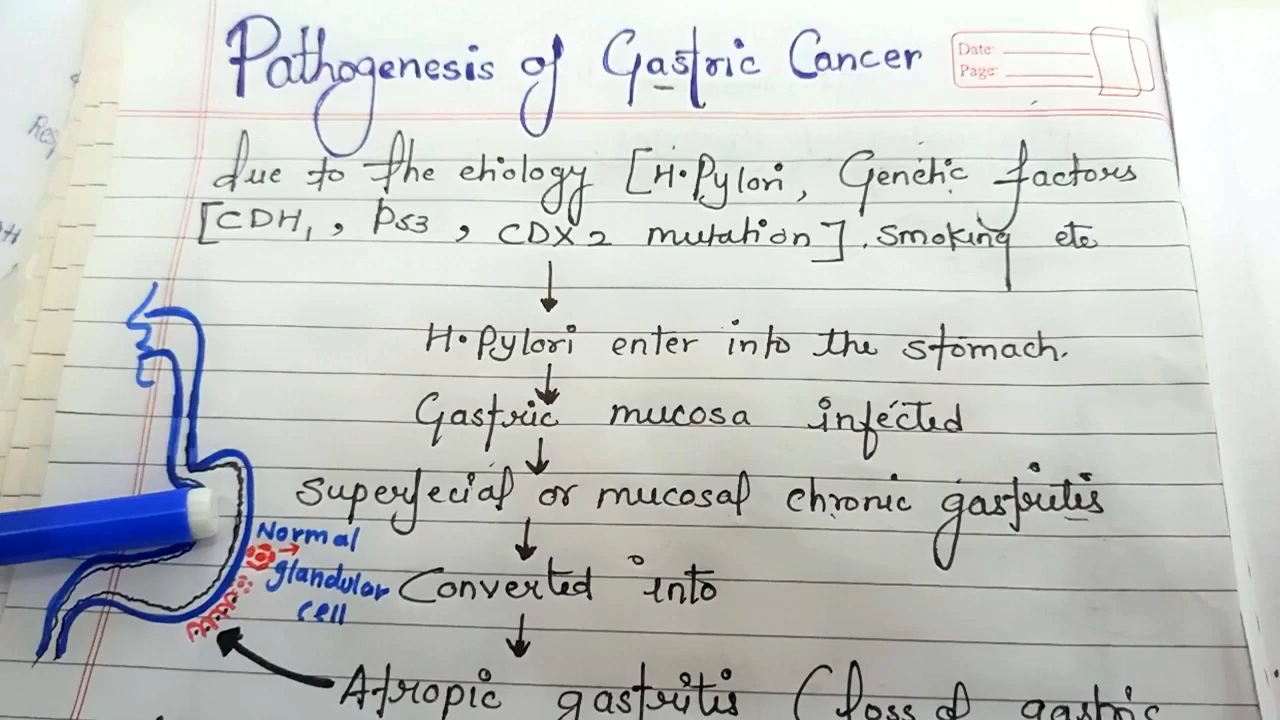 Pathogenesis of Gastric Cancer
Date:
Page:
due to the etiology [H.Pylori, Genetic factors
[CDH1, P53, CDX2 mutation]. smoking etc
H.Pylori enter into the stomach.
Gastric mucosa infected
Superfecial or mucosal chronic gastritis
Normal
glandular
cell
Converted into
Atropic gastritis (loss of gastric